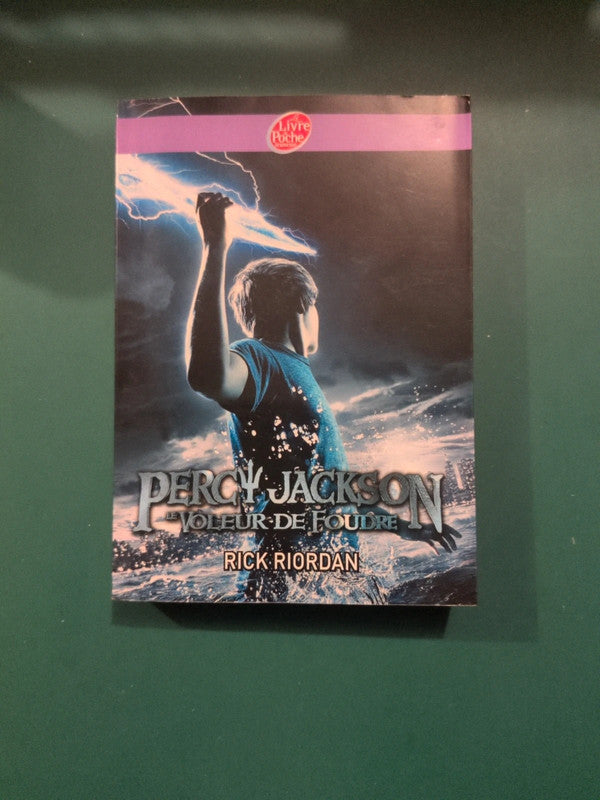 Livre
de
Poche
PERCY JACKSON
LE VOLEUR DE FOUDRE
RICK RIORDAN